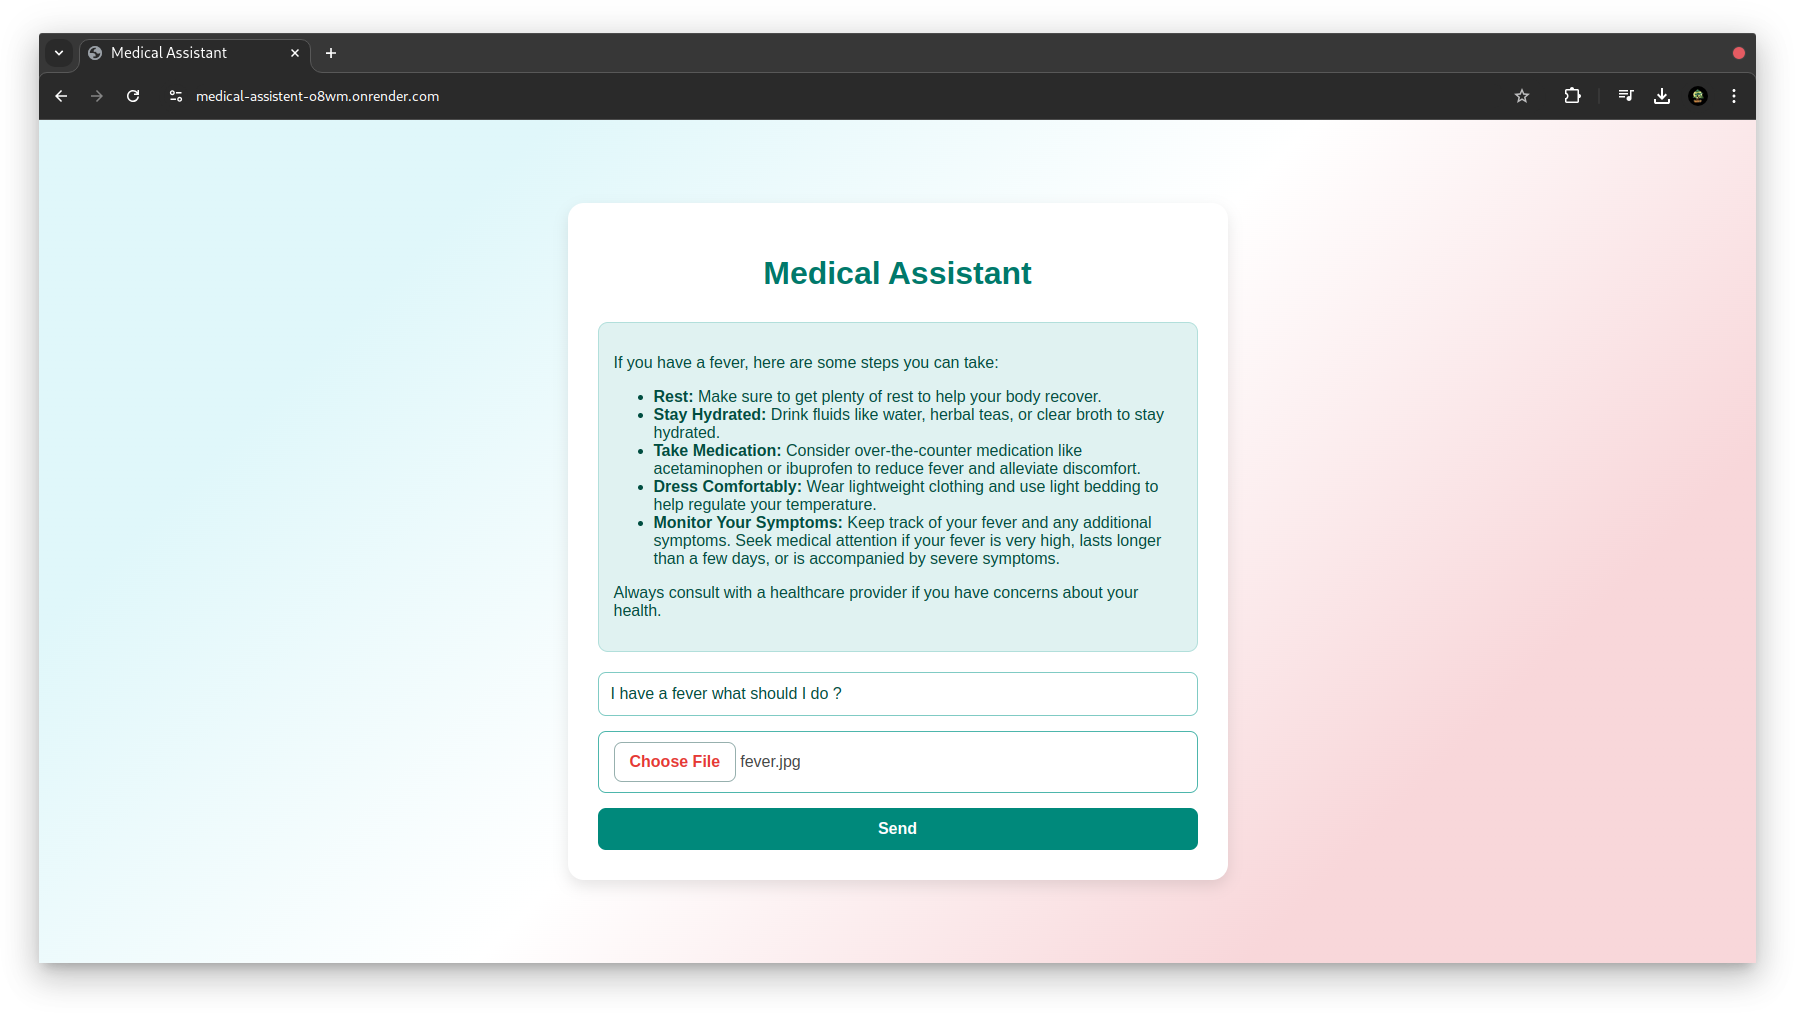 Medical Assistant
medical-assistent-o8wm.onrender.com
Medical Assistant
If you have a fever, here are some steps you can take:
• Rest: Make sure to get plenty of rest to help your body recover.
• Stay Hydrated: Drink fluids like water, herbal teas, or clear broth to stay
hydrated.
• Take Medication: Consider over-the-counter medication like
acetaminophen or ibuprofen to reduce fever and alleviate discomfort.
• Dress Comfortably: Wear lightweight clothing and use light bedding to
help regulate your temperature.
• Monitor Your Symptoms: Keep track of your fever and any additional
symptoms. Seek medical attention if your fever is very high, lasts longer
than a few days, or is accompanied by severe symptoms.
Always consult with a healthcare provider if you have concerns about your
health.
I have a fever what should I do ?
Choose File fever.jpg
Send